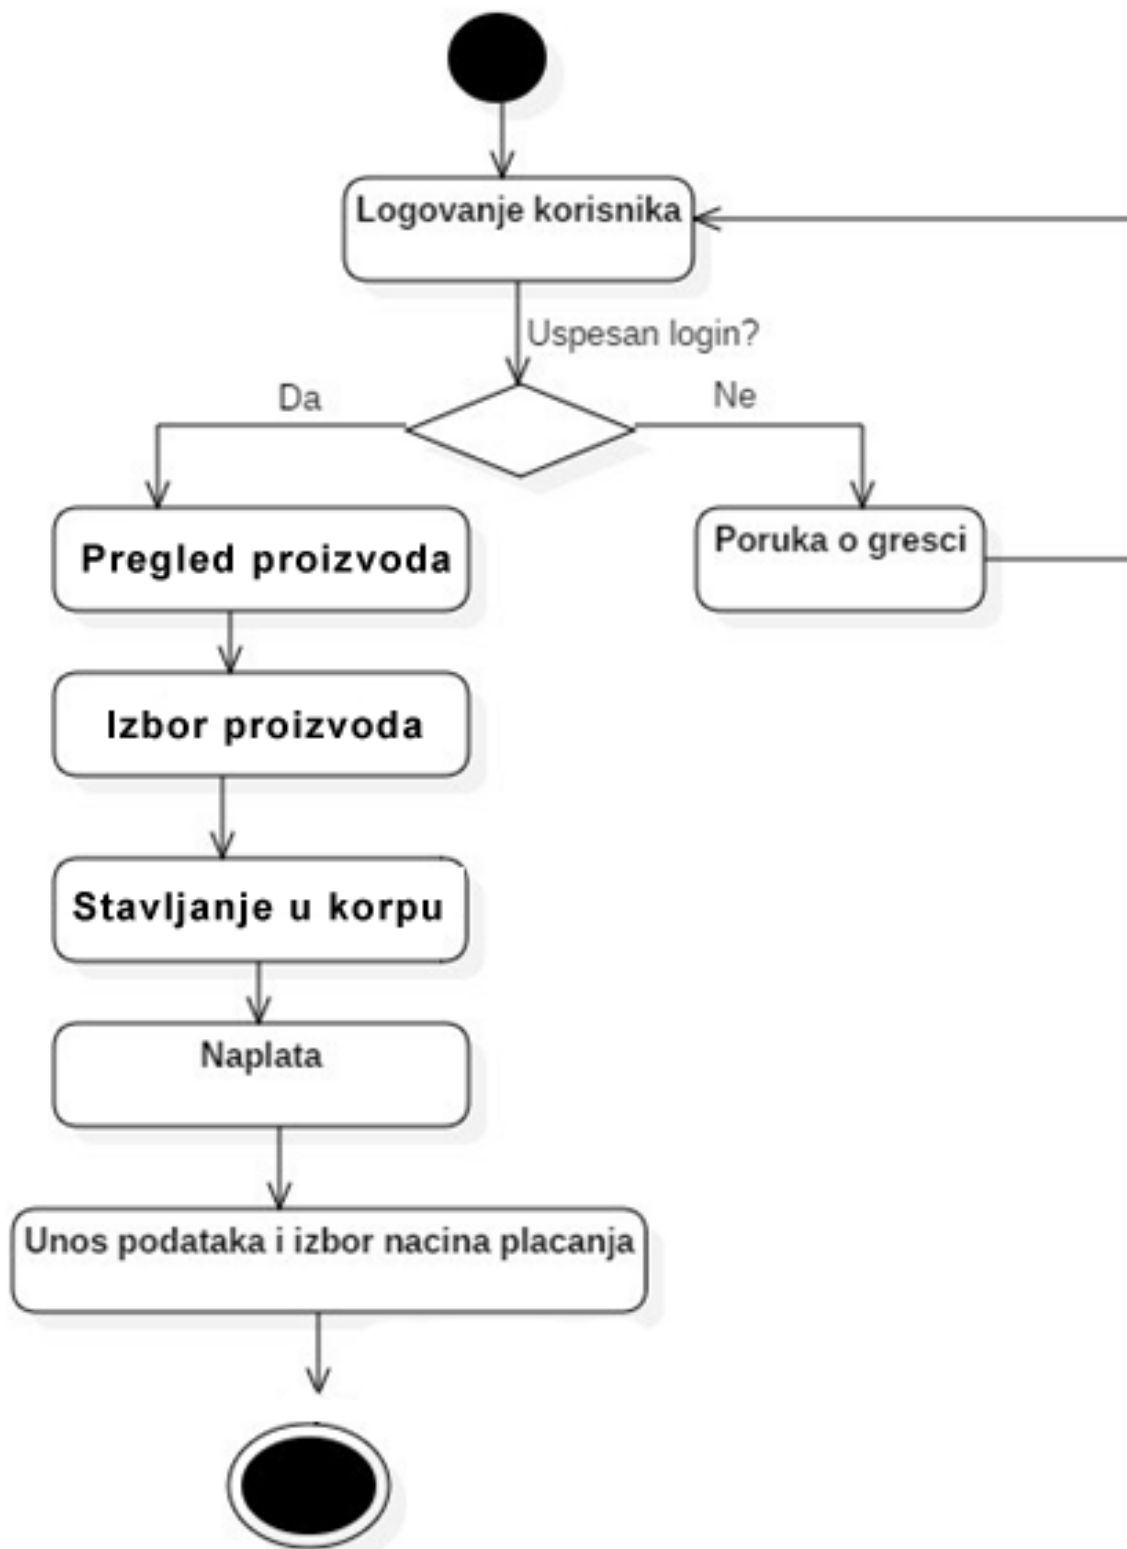 Logovanje korisnika
Uspesan login?
Da
Ne
Pregled proizvoda
Poruka o gresci
Izbor proizvoda
Stavljanje u korpu
Naplata
Unos podataka i izbor nacina placanja